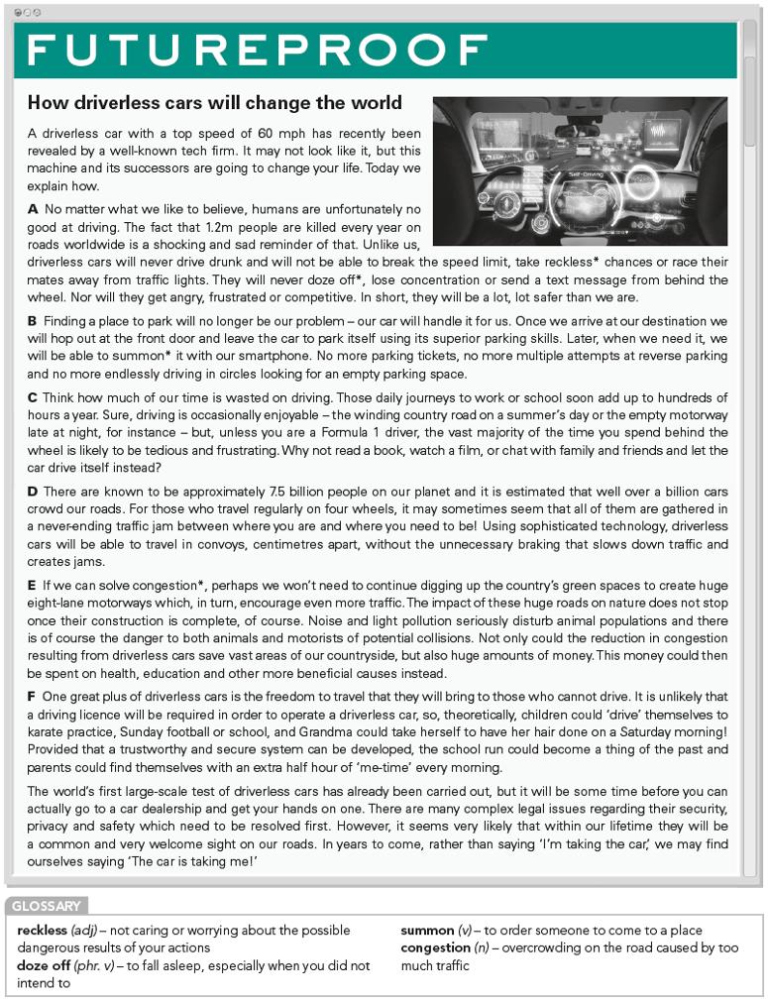 FUTUREPROOF
How driverless cars will change the world
A driverless car with a top speed of 60 mph has recently been
revealed by a well-known tech firm. It may not look like it, but this
machine and its successors are going to change your life. Today we
explain how.
Self-Driving
A No matter what we like to believe, humans are unfortunately no
good at driving. The fact that 1.2m people are killed every year on
roads worldwide is a shocking and sad reminder of that. Unlike us,
driverless cars will never drive drunk and will not be able to break the speed limit, take reckless* chances or race their
mates away from traffic lights. They will never doze off*, lose concentration or send a text message from behind the
wheel. Nor will they get angry, frustrated or competitive. In short, they will be a lot, lot safer than we are.
B Finding a place to park will no longer be our problem – our car will handle it for us. Once we arrive at our destination we
will hop out at the front door and leave the car to park itself using its superior parking skills. Later, when we need it, we
will be able to summon* it with our smartphone. No more parking tickets, no more multiple attempts at reverse parking
and no more endlessly driving in circles looking for an empty parking space.
C Think how much of our time is wasted on driving. Those daily journeys to work or school soon add up to hundreds of
hours a year. Sure, driving is occasionally enjoyable – the winding country road on a summer's day or the empty motorway
late at night, for instance – but, unless you are a Formula 1 driver, the vast majority of the time you spend behind the
wheel is likely to be tedious and frustrating. Why not read a book, watch a film, or chat with family and friends and let the
car drive itself instead?
D There are known to be approximately 7.5 billion people on our planet and it is estimated that well over a billion cars
crowd our roads. For those who travel regularly on four wheels, it may sometimes seem that all of them are gathered in
a never-ending traffic jam between where you are and where you need to be! Using sophisticated technology, driverless
cars will be able to travel in convoys, centimetres apart, without the unnecessary braking that slows down traffic and
creates jams.
E If we can solve congestion*, perhaps we won't need to continue digging up the country's green spaces to create huge
eight-lane motorways which, in turn, encourage even more traffic. The impact of these huge roads on nature does not stop
once their construction is complete, of course. Noise and light pollution seriously disturb animal populations and there
is of course the danger to both animals and motorists of potential collisions. Not only could the reduction in congestion
resulting from driverless cars save vast areas of our countryside, but also huge amounts of money. This money could then
be spent on health, education and other more beneficial causes instead.
F One great plus of driverless cars is the freedom to travel that they will bring to those who cannot drive. It is unlikely that
a driving licence will be required in order to operate a driverless car, so, theoretically, children could 'drive' themselves to
karate practice, Sunday football or school, and Grandma could take herself to have her hair done on a Saturday morning!
Provided that a trustworthy and secure system can be developed, the school run could become a thing of the past and
parents could find themselves with an extra half hour of 'me-time' every morning.
The world's first large-scale test of driverless cars has already been carried out, but it will be some time before you can
actually go to a car dealership and get your hands on one. There are many complex legal issues regarding their security,
privacy and safety which need to be resolved first. However, it seems very likely that within our lifetime they will be
a common and very welcome sight on our roads. In years to come, rather than saying 'I'm taking the car,' we may find
ourselves saying 'The car is taking me!'
GLOSSARY
reckless (adj) – not caring or worrying about the possible
dangerous results of your actions
doze off (phr. v) – to fall asleep, especially when you did not
intend to
summon (v) – to order someone to come to a place
congestion (n) – overcrowding on the road caused by too
much traffic